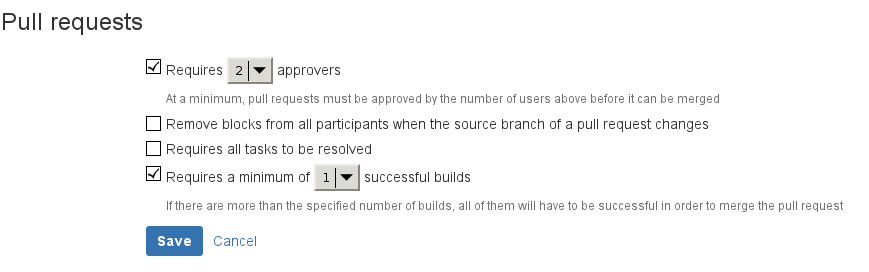 Pull requests
Requires 2 approvers
At a minimum, pull requests must be approved by the number of users above before it can be merged
Remove blocks from all participants when the source branch of a pull request changes
Requires all tasks to be resolved
Requires a minimum of 1 successful builds
If there are more than the specified number of builds, all of them will have to be successful in order to merge the pull request
Save Cancel